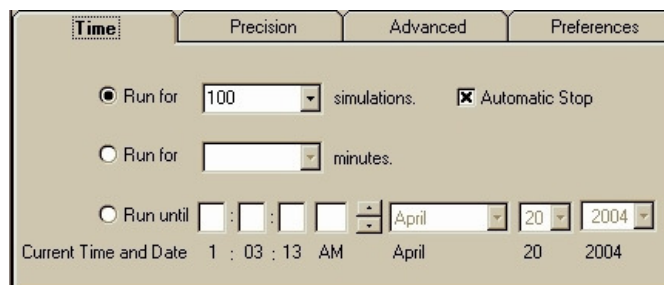 Time Precision Advanced Preferences
Run for 100 simulations. Automatic Stop
Run for minutes.
Run until : : : April 20 2004
Current Time and Date 1 : 03 : 13 AM April 20 2004